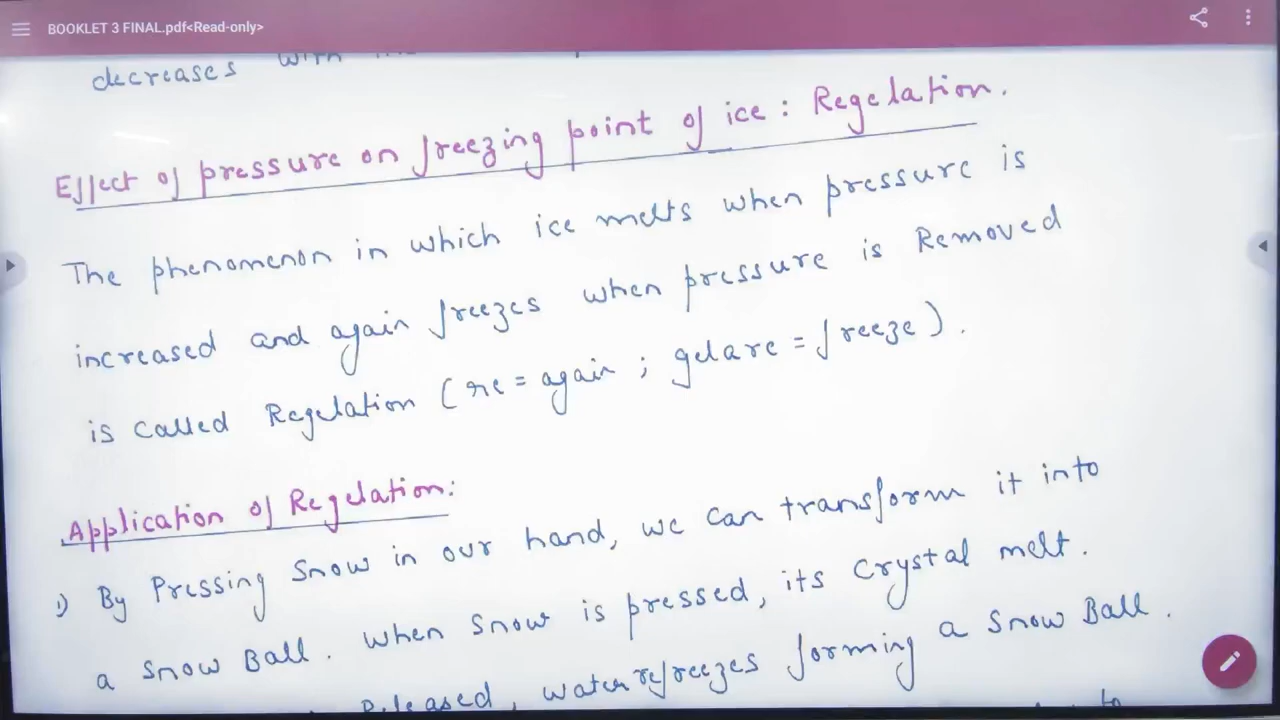 BOOKLET 3 FINAL.pdf<Read-only>
decreases with
Effect of pressure on freezing point of ice : Regelation.
The phenomenon in which ice melts when pressure is
increased and again freezes when pressure is Removed
is called Regelation (re = again ; gelare = freeze).
Application of Regelation:
1) By Pressing Snow in our hand, we can transform it into
a Snow Ball. When Snow is pressed, its Crystal melt.
Released, water refreezes forming a Snow Ball.
to